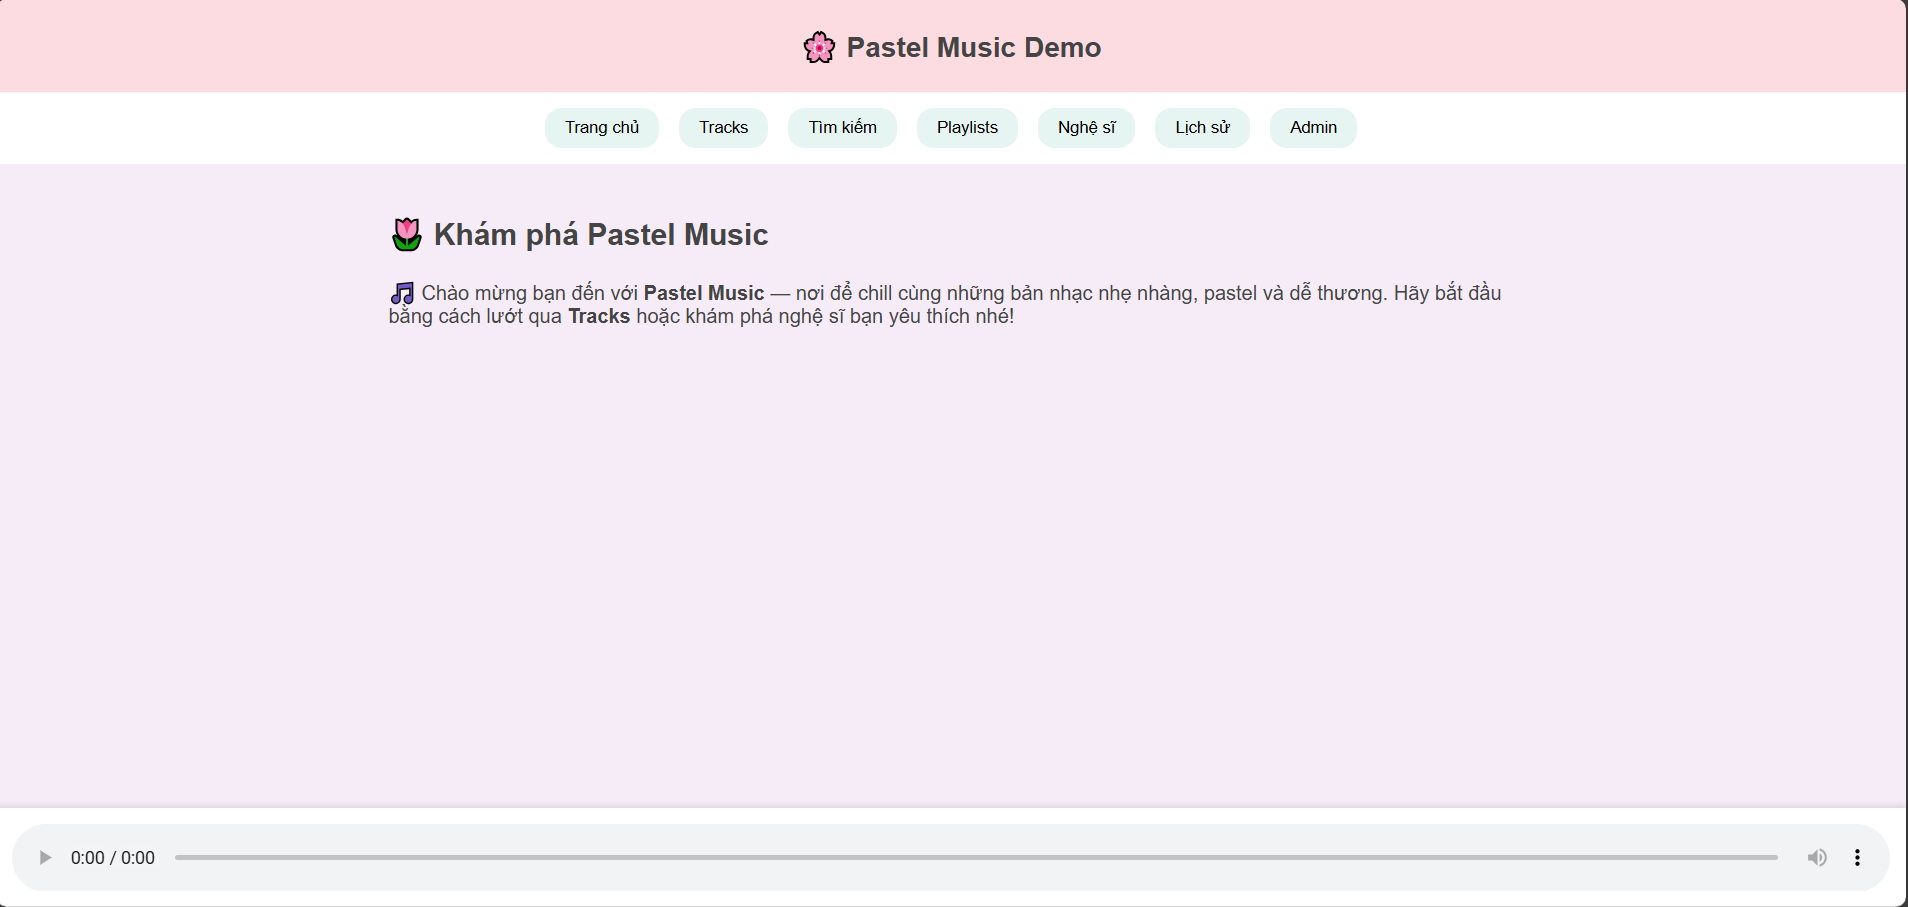 🌸 Pastel Music Demo
Trang chủ
Tracks
Tìm kiếm
Playlists
Nghệ sĩ
Lịch sử
Admin
🌷 Khám phá Pastel Music
🎵 Chào mừng bạn đến với Pastel Music — nơi để chill cùng những bản nhạc nhẹ nhàng, pastel và dễ thương. Hãy bắt đầu
bằng cách lướt qua Tracks hoặc khám phá nghệ sĩ bạn yêu thích nhé!
0:00 / 0:00